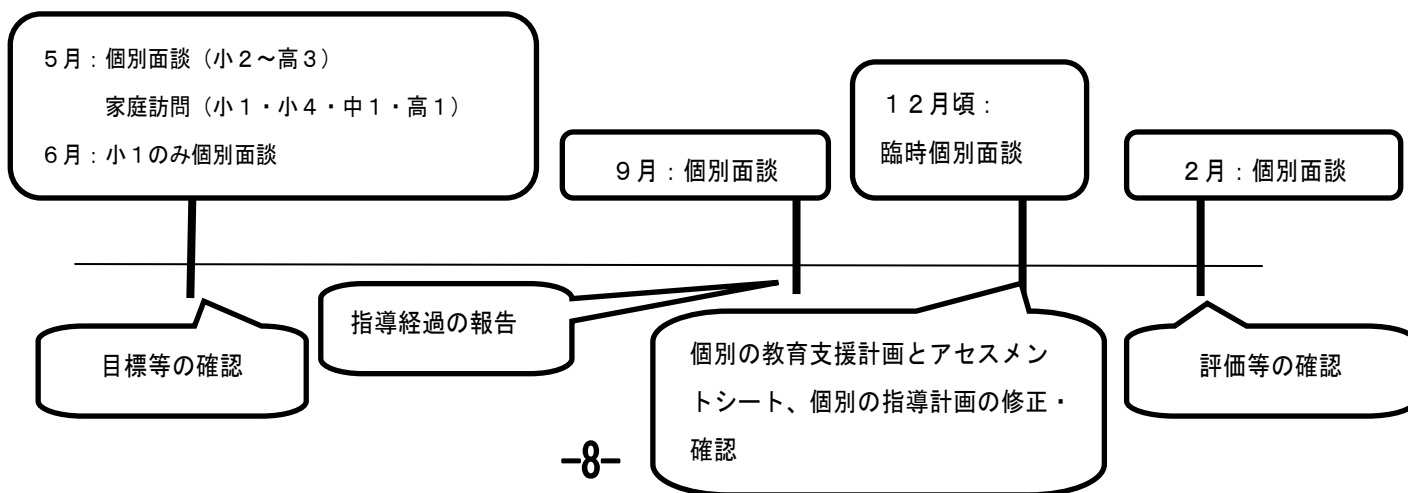 ５月：個別面談（小２～高３）
家庭訪問（小１・小４・中１・高１）
６月：小１のみ個別面談
９月：個別面談
１２月頃：
臨時個別面談
２月：個別面談
目標等の確認
指導経過の報告
個別の教育支援計画とアセスメン
トシート、個別の指導計画の修正・
確認
評価等の確認
-8-